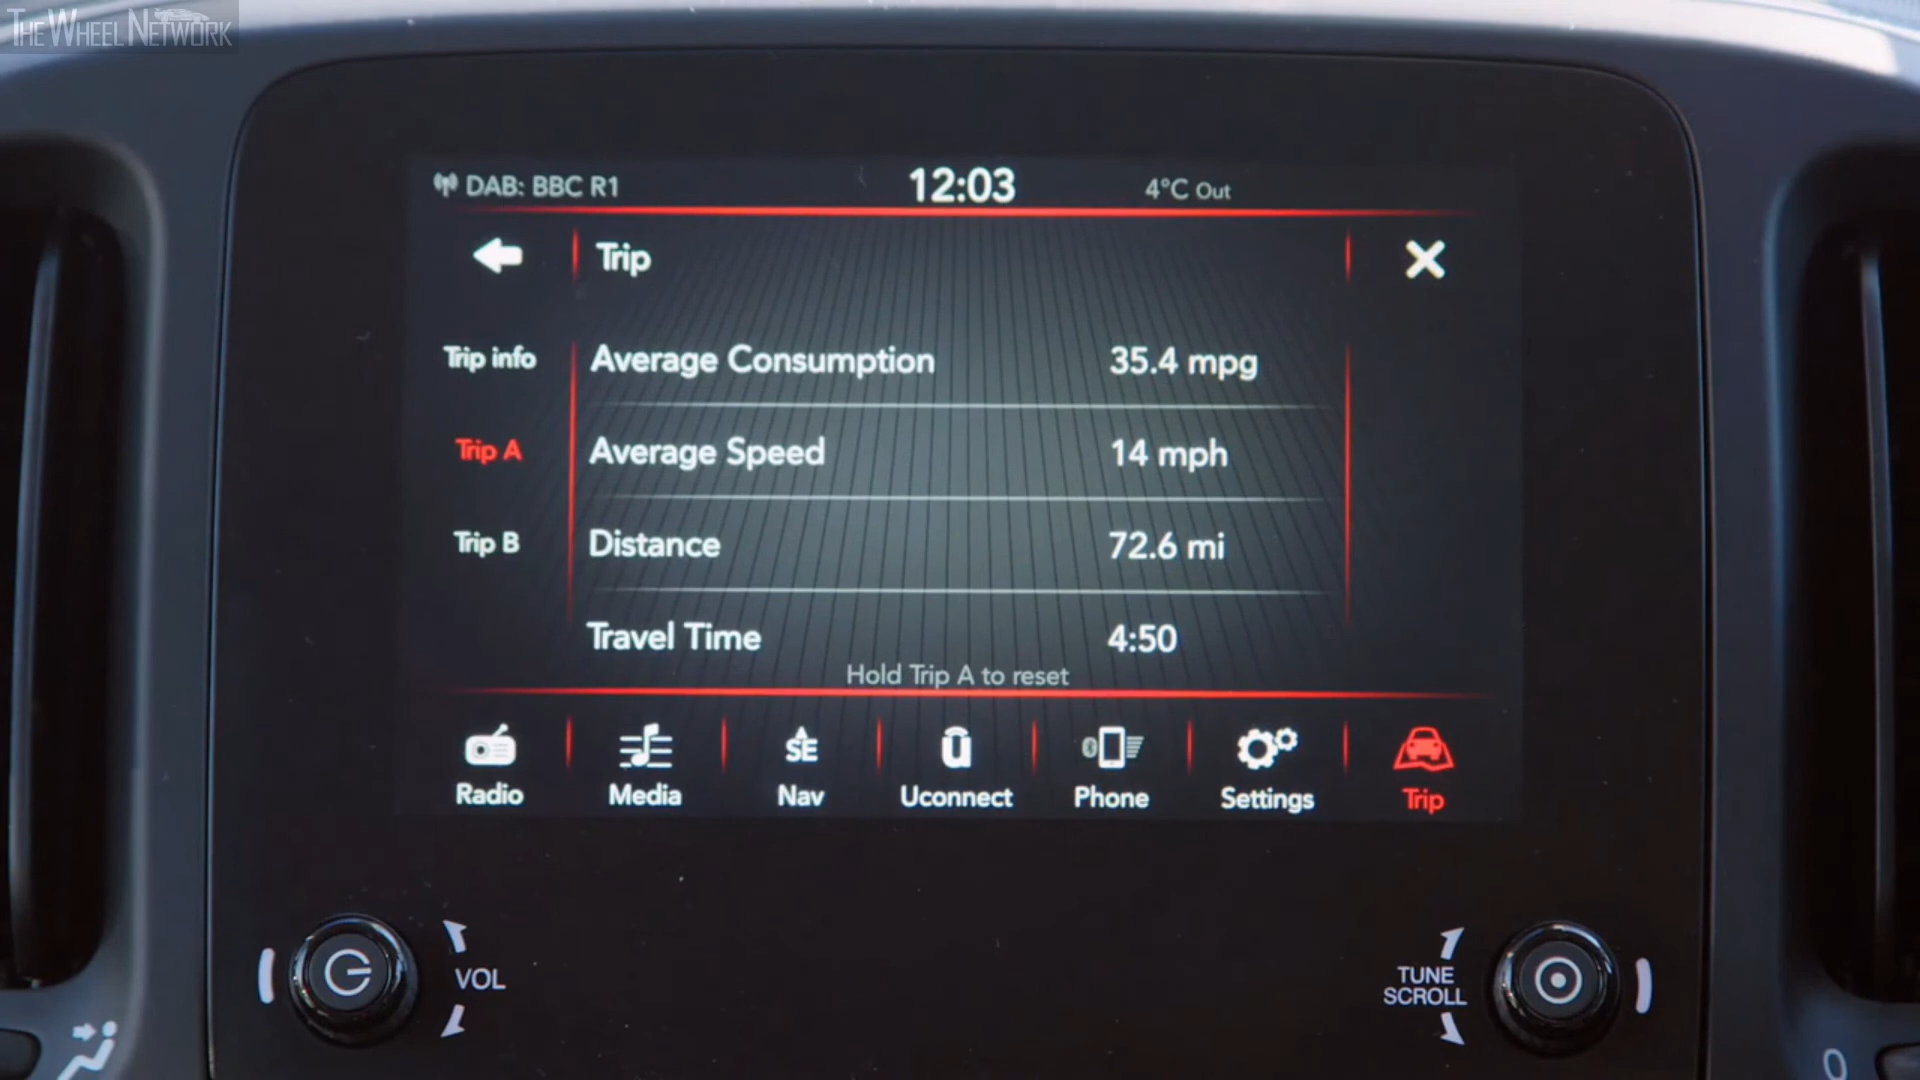 THE WHEEL NETWORK
DAB: BBC R1 12:03 4°C Out
Trip
Trip info Average Consumption 35.4 mpg
Trip A Average Speed 14 mph
Trip B Distance 72.6 mi
Travel Time 4:50
Hold Trip A to reset
SE
Radio Media Nav Uconnect Phone Settings Trip
VOL
TUNE
SCROLL
0